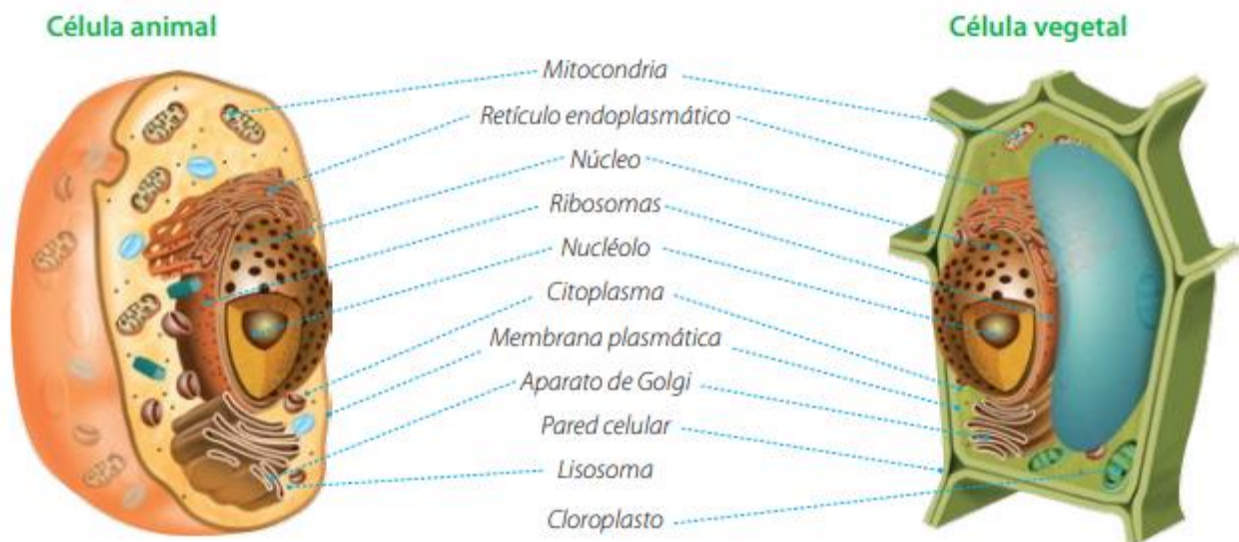 Célula animal
Célula vegetal
Mitocondria
Retículo endoplasmático
Núcleo
Ribosomas
Nucléolo
Citoplasma
Membrana plasmática
Aparato de Golgi
Pared celular
Lisosoma
Cloroplasto